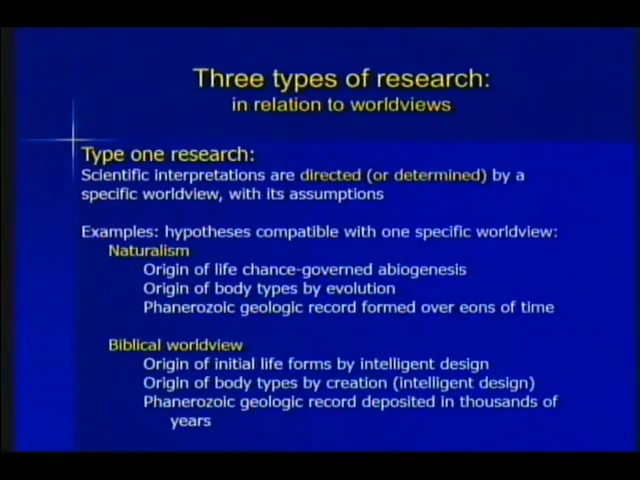 Three types of research:
in relation to worldviews
Type one research:
Scientific interpretations are directed (or determined) by a
specific worldview, with its assumptions
Examples: hypotheses compatible with one specific worldview:
Naturalism
Origin of life chance-governed abiogenesis
Origin of body types by evolution
Phanerozoic geologic record formed over eons of time
Biblical worldview
Origin of initial life forms by intelligent design
Origin of body types by creation (intelligent design)
Phanerozoic geologic record deposited in thousands of
years